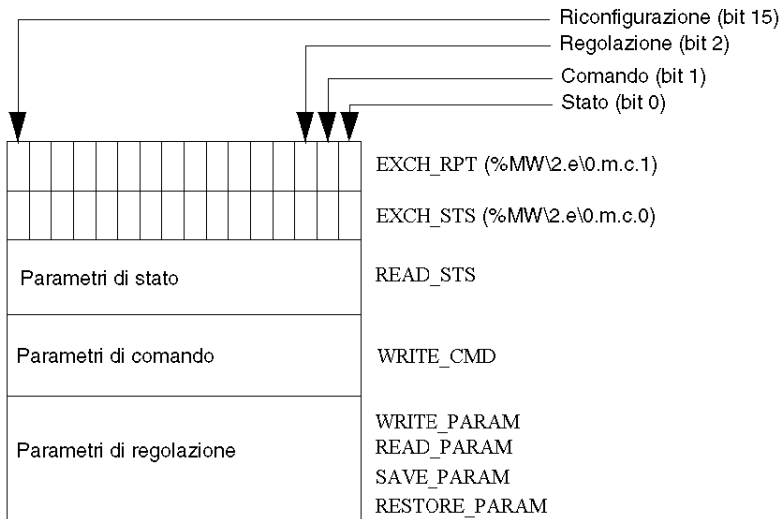 Riconfigurazione (bit 15)
Regolazione (bit 2)
Comando (bit 1)
Stato (bit 0)
EXCH_RPT (%MW\2.e\0.m.c.1)
EXCH_STS (%MW\2.e\0.m.c.0)
Parametri di stato READ_STS
Parametri di comando WRITE_CMD
WRITE_PARAM
Parametri di regolazione READ_PARAM
SAVE_PARAM
RESTORE_PARAM